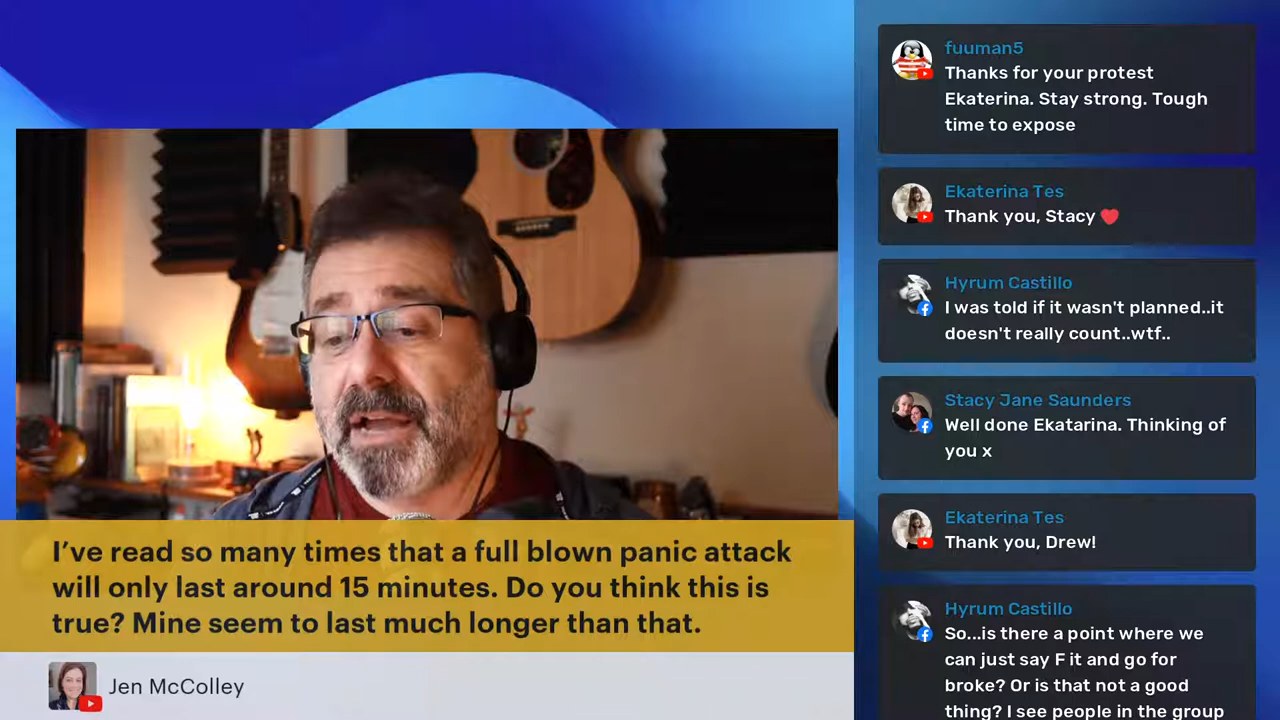 I’ve read so many times that a full blown panic attack
will only last around 15 minutes. Do you think this is
true? Mine seem to last much longer than that.
Jen McColley
fuuman5
Thanks for your protest
Ekaterina. Stay strong. Tough
time to expose
Ekaterina Tes
Thank you, Stacy ❤️
Hyrum Castillo
I was told if it wasn't planned..it
doesn't really count..wtf..
Stacy Jane Saunders
Well done Ekatarina. Thinking of
you x
Ekaterina Tes
Thank you, Drew!
Hyrum Castillo
So...is there a point where we
can just say F it and go for
broke? Or is that not a good
thing? I see people in the group